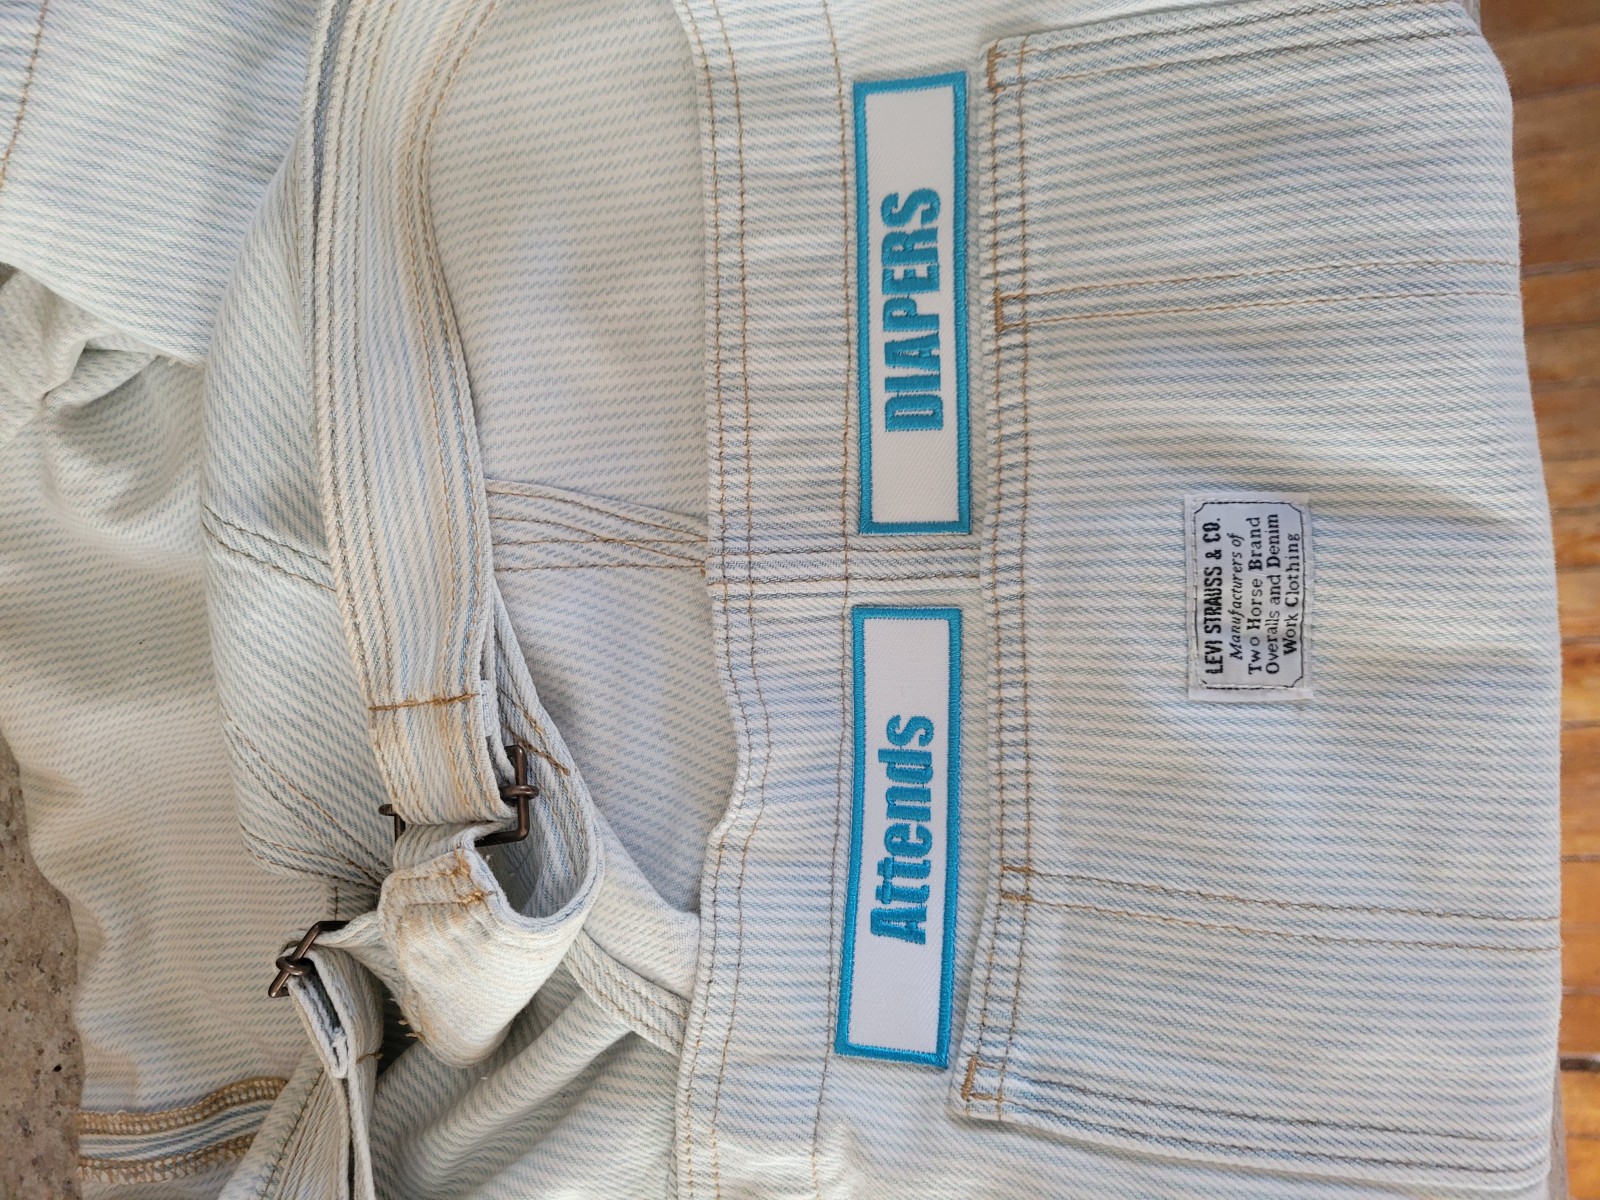 Attends
DIAPERS
LEVI STRAUSS & CO.
Manufacturers of
Two Horse Brand
Overalls and Denim
Work Clothing